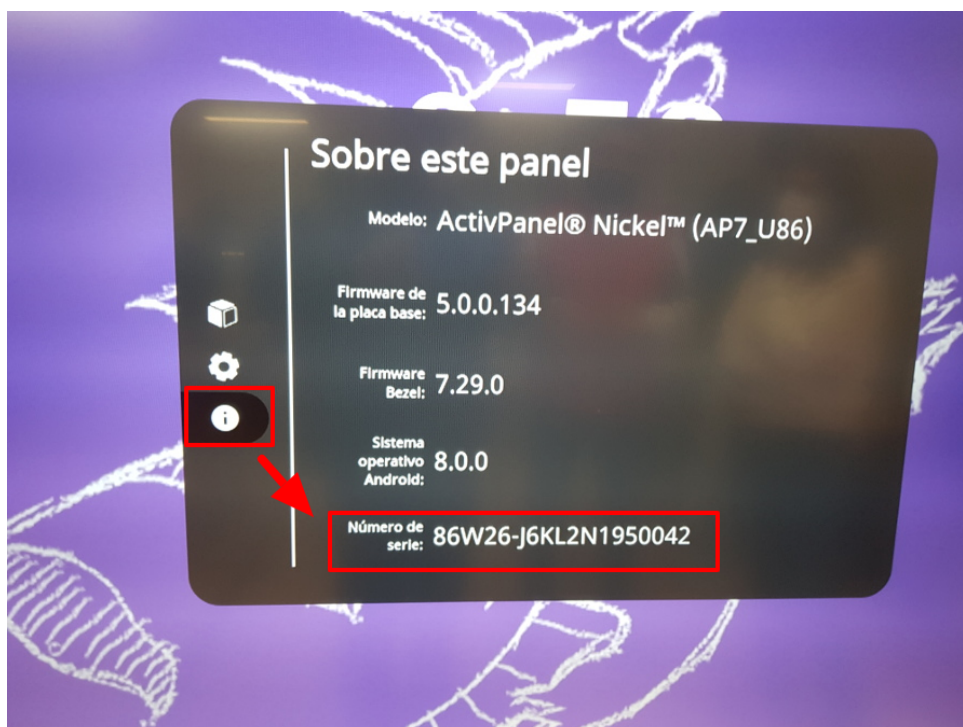 Sobre este panel
Modelo: ActivPanel® Nickel™ (AP7_U86)
Firmware de
la placa base: 5.0.0.134
Firmware
Bezel: 7.29.0
Sistema
operativo
Android: 8.0.0
Número de
serie: 86W26-J6KL2N1950042